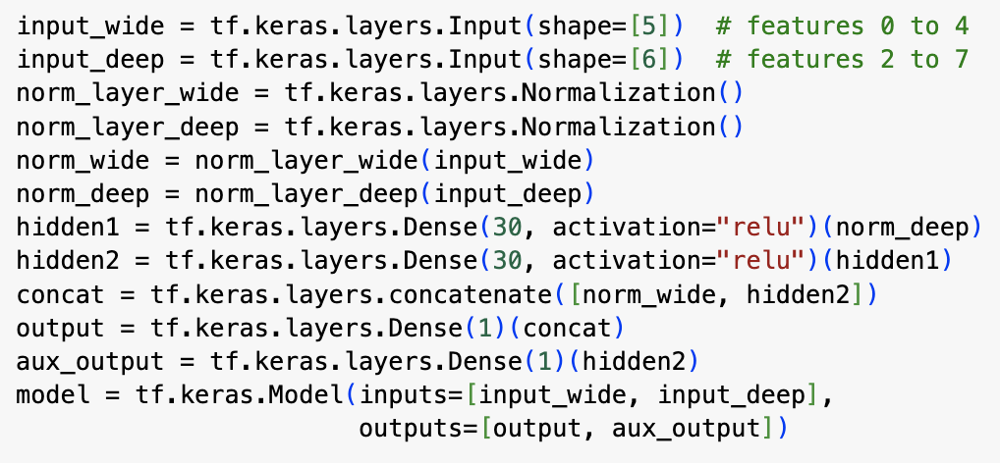 input_wide = tf.keras.layers.Input(shape=[5])  # features 0 to 4
input_deep = tf.keras.layers.Input(shape=[6])  # features 2 to 7
norm_layer_wide = tf.keras.layers.Normalization()
norm_layer_deep = tf.keras.layers.Normalization()
norm_wide = norm_layer_wide(input_wide)
norm_deep = norm_layer_deep(input_deep)
hidden1 = tf.keras.layers.Dense(30, activation="relu")(norm_deep)
hidden2 = tf.keras.layers.Dense(30, activation="relu")(hidden1)
concat = tf.keras.layers.concatenate([norm_wide, hidden2])
output = tf.keras.layers.Dense(1)(concat)
aux_output = tf.keras.layers.Dense(1)(hidden2)
model = tf.keras.Model(inputs=[input_wide, input_deep],
                       outputs=[output, aux_output])